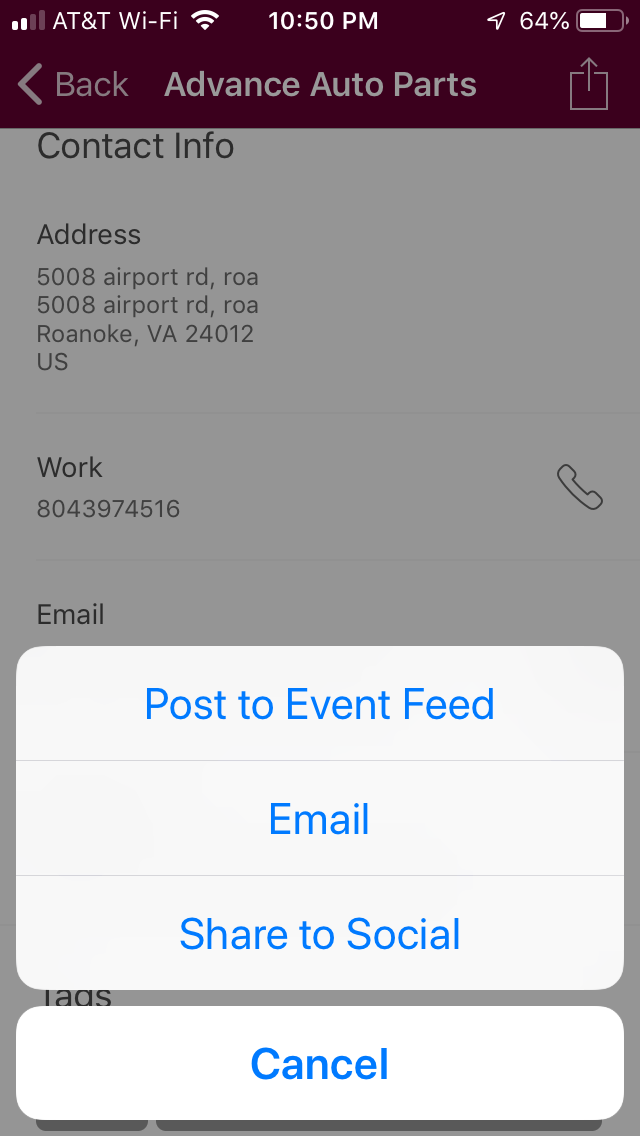 AT&T Wi-Fi 10:50 PM 64%
Back Advance Auto Parts
Contact Info
Address
5008 airport rd, roa
5008 airport rd, roa
Roanoke, VA 24012
US
Work
8043974516
Email
Post to Event Feed
Email
Share to Social
Tags
Cancel